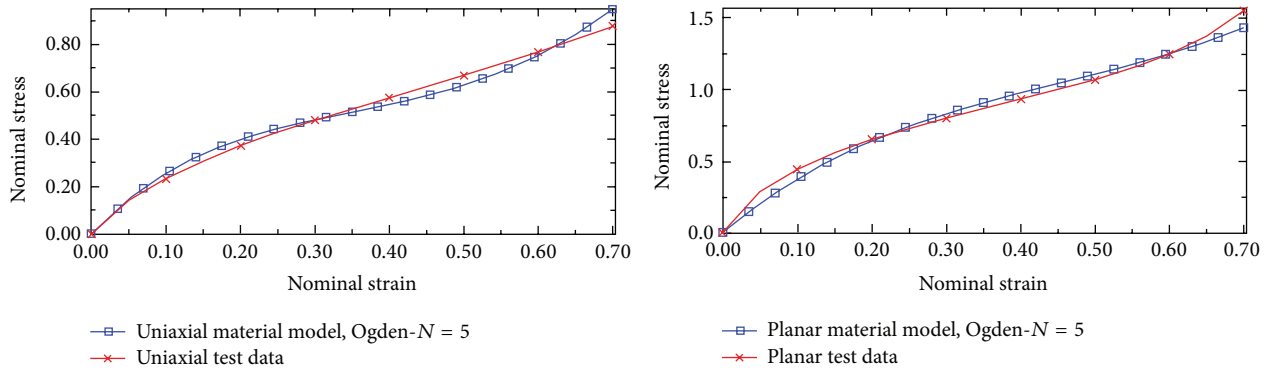 0.80
0.60
0.40
0.20
0.00
Nominal stress
0.00 0.10 0.20 0.30 0.40 0.50 0.60 0.70
Nominal strain
Uniaxial material model, Ogden-N = 5
Uniaxial test data
1.5
1.0
0.5
0.0
Nominal stress
0.00 0.10 0.20 0.30 0.40 0.50 0.60 0.70
Nominal strain
Planar material model, Ogden-N = 5
Planar test data